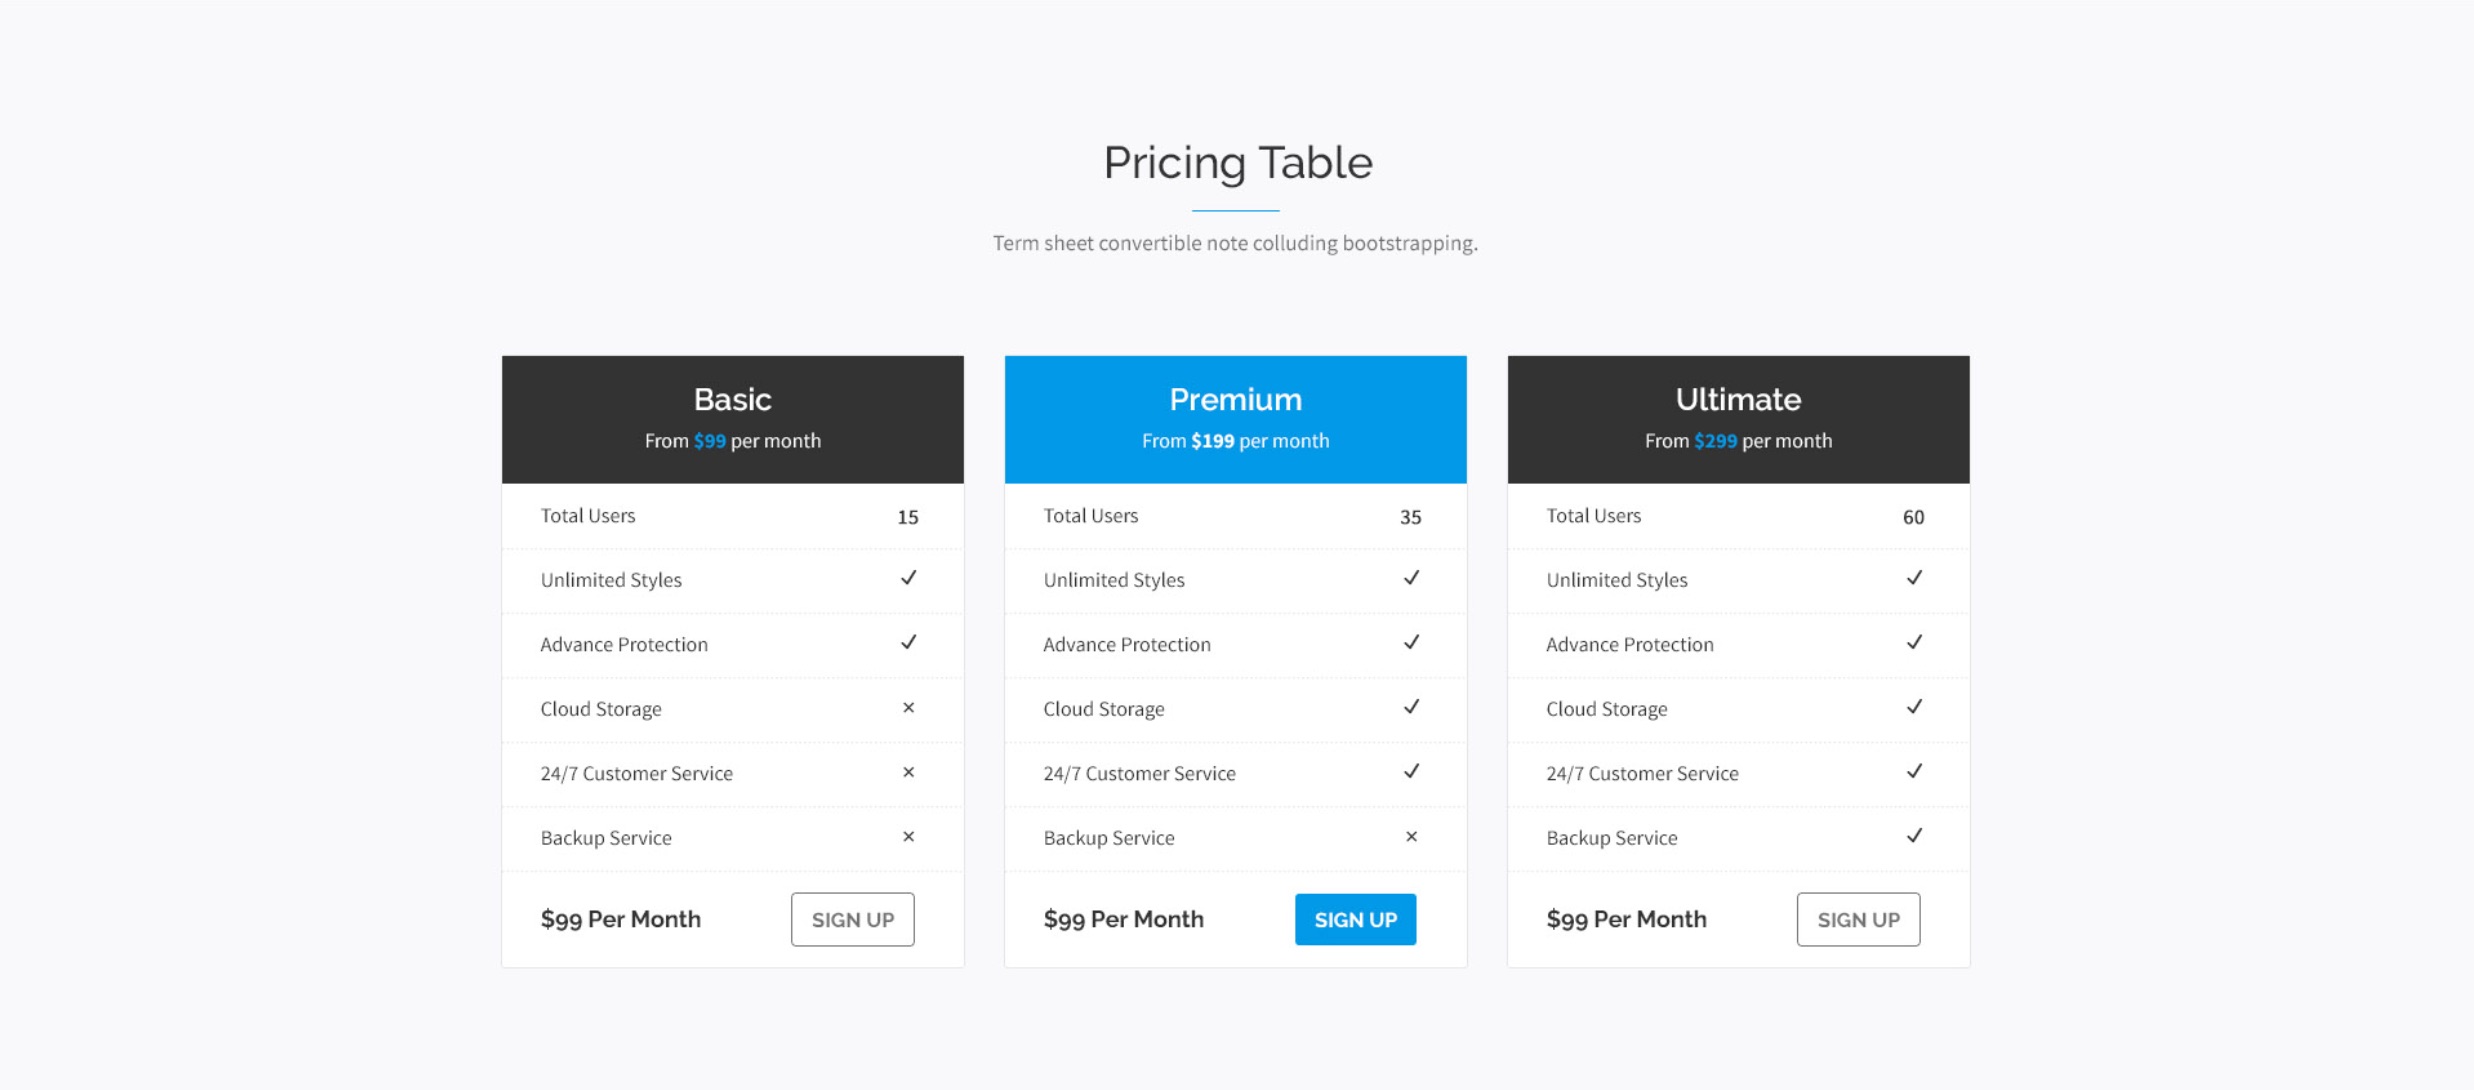 Pricing Table
Term sheet convertible note colluding bootstrapping.
Basic
From $99 per month
Total Users 15
Unlimited Styles ✓
Advance Protection ✓
Cloud Storage ×
24/7 Customer Service ×
Backup Service ×
$99 Per Month SIGN UP
Premium
From $199 per month
Total Users 35
Unlimited Styles ✓
Advance Protection ✓
Cloud Storage ✓
24/7 Customer Service ✓
Backup Service ×
$99 Per Month SIGN UP
Ultimate
From $299 per month
Total Users 60
Unlimited Styles ✓
Advance Protection ✓
Cloud Storage ✓
24/7 Customer Service ✓
Backup Service ✓
$99 Per Month SIGN UP